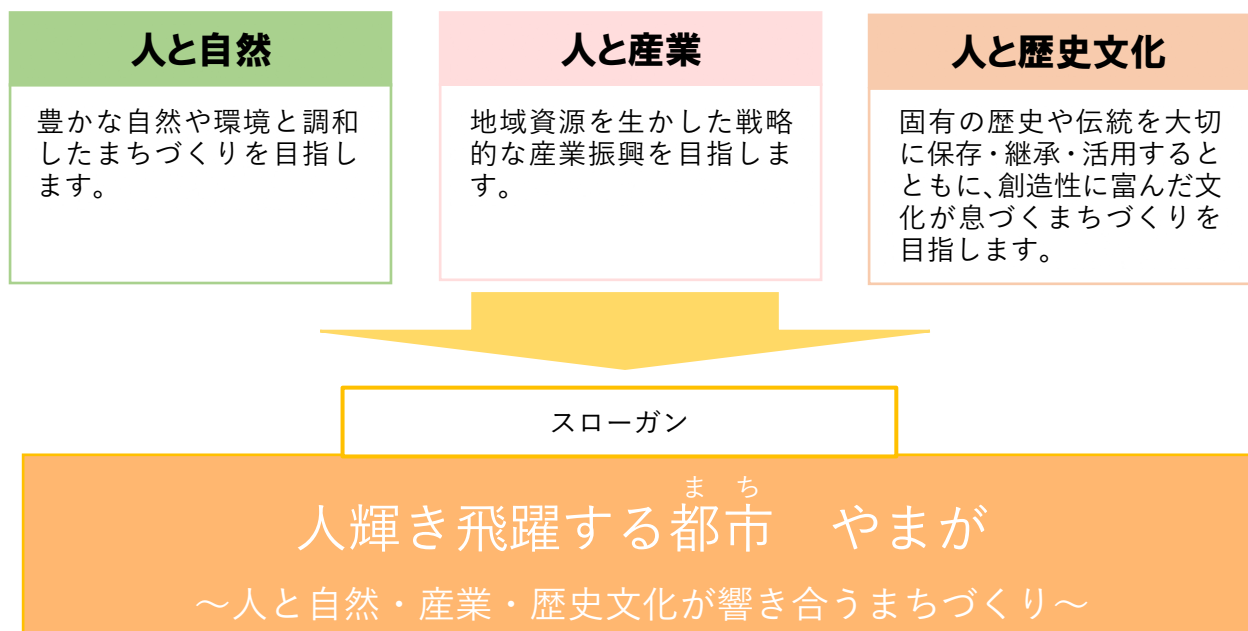 人と自然
豊かな自然や環境と調和
したまちづくりを目指し
ます。
人と産業
地域資源を生かした戦略
的な産業振興を目指しま
す。
人と歴史文化
固有の歴史や伝統を大切
に保存・継承・活用すると
ともに、創造性に富んだ文
化が息づくまちづくりを
目指します。
スローガン
まち
人輝き飛躍する都市　やまが
～人と自然・産業・歴史文化が響き合うまちづくり～